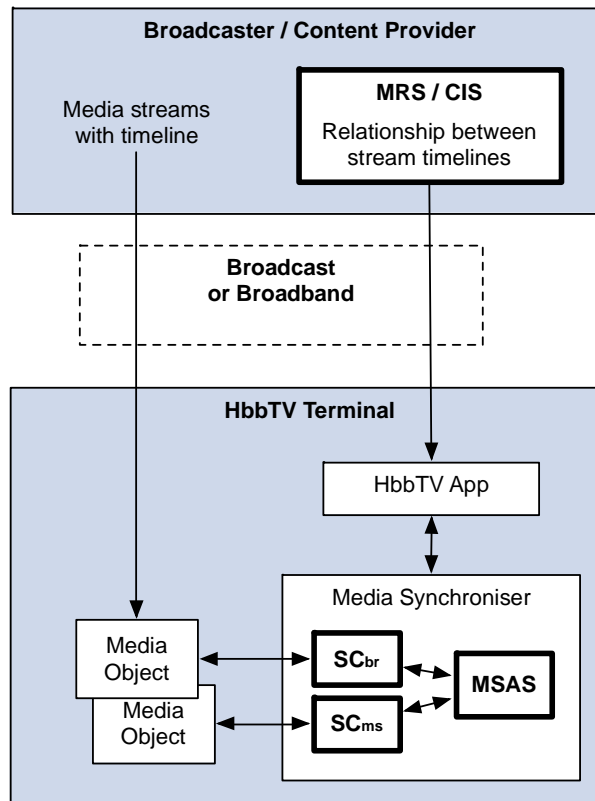 Broadcaster / Content Provider
Media streams
with timeline
MRS / CIS
Relationship between
stream timelines
Broadcast
or Broadband
HbbTV Terminal
HbbTV App
Media Synchroniser
Media
Object
SCbr
MSAS
Media
Object
SCms